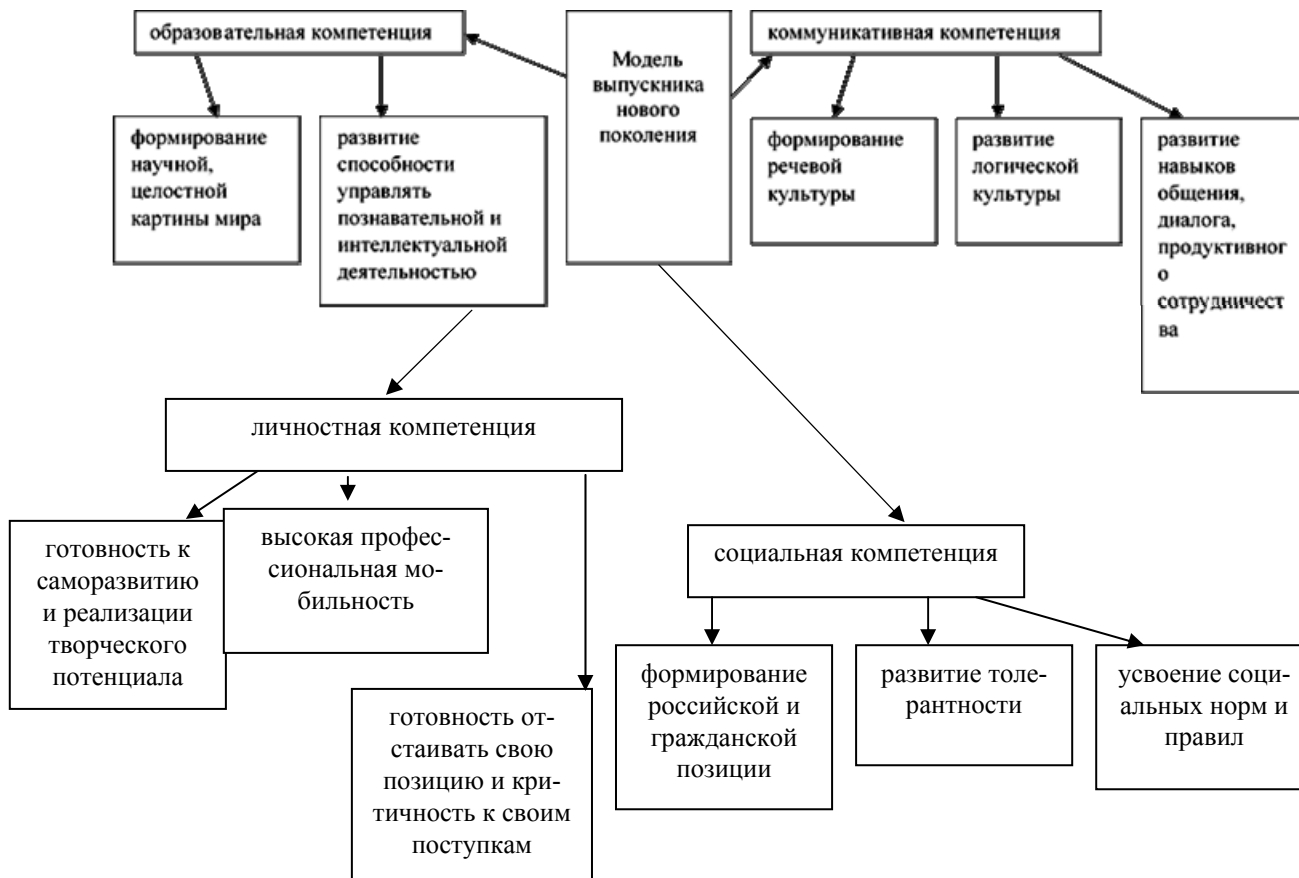 образовательная компетенция
Модель
выпускника
нового
поколения
коммуникативная компетенция
формирование
научной,
целостной
картины мира
развитие
способности
управлять
познавательной и
интеллектуальной
деятельностью
формирование
речевой
культуры
развитие
логической
культуры
развитие
навыков
общения,
диалога,
продуктивног
о
сотрудничест
ва
личностная компетенция
готовность к
саморазвитию
и реализации
творческого
потенциала
высокая профес-
сиональная мо-
бильность
готовность от-
стаивать свою
позицию и кри-
тичность к своим
поступкам
социальная компетенция
формирование
российской и
гражданской
позиции
развитие толе-
рантности
усвоение соци-
альных норм и
правил